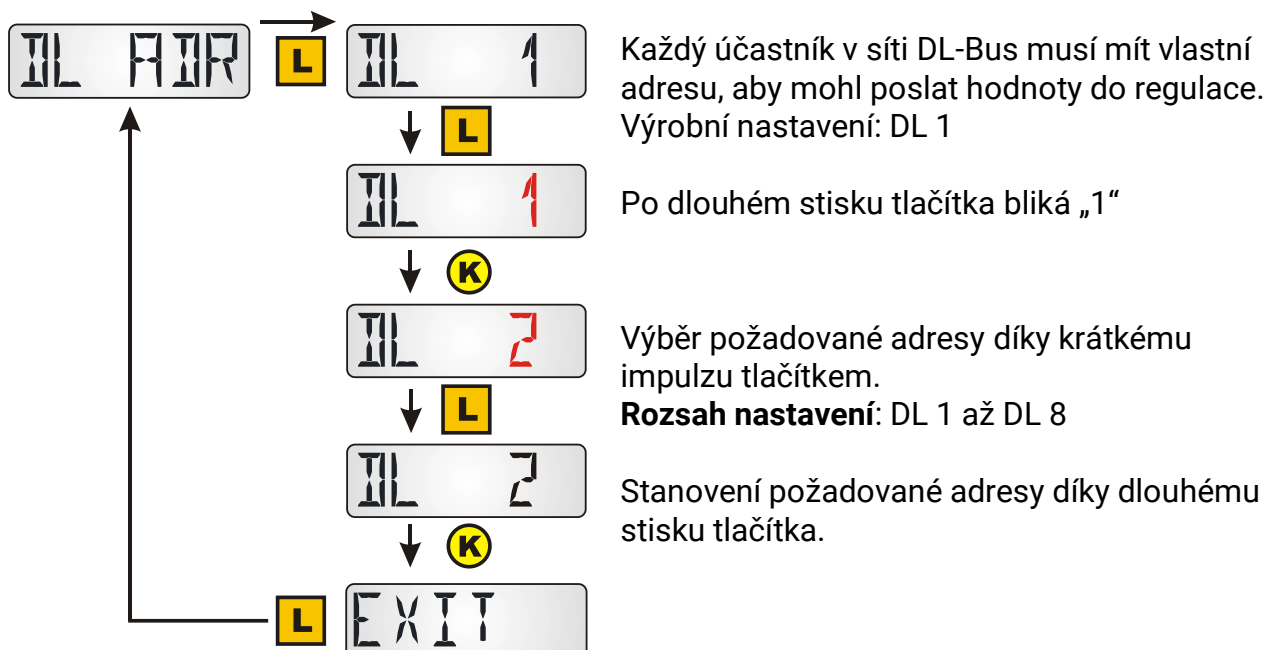 DL ADR
L
DL 1
Každý účastník v síti DL-Bus musí mít vlastní
adresu, aby mohl poslat hodnoty do regulace.
Výrobní nastavení: DL 1
L
DL 1
Po dlouhém stisku tlačítka bliká „1“
K
DL 2
Výběr požadované adresy díky krátkému
impulzu tlačítkem.
Rozsah nastavení: DL 1 až DL 8
L
DL 2
Stanovení požadované adresy díky dlouhému
stisku tlačítka.
K
L
EXIT